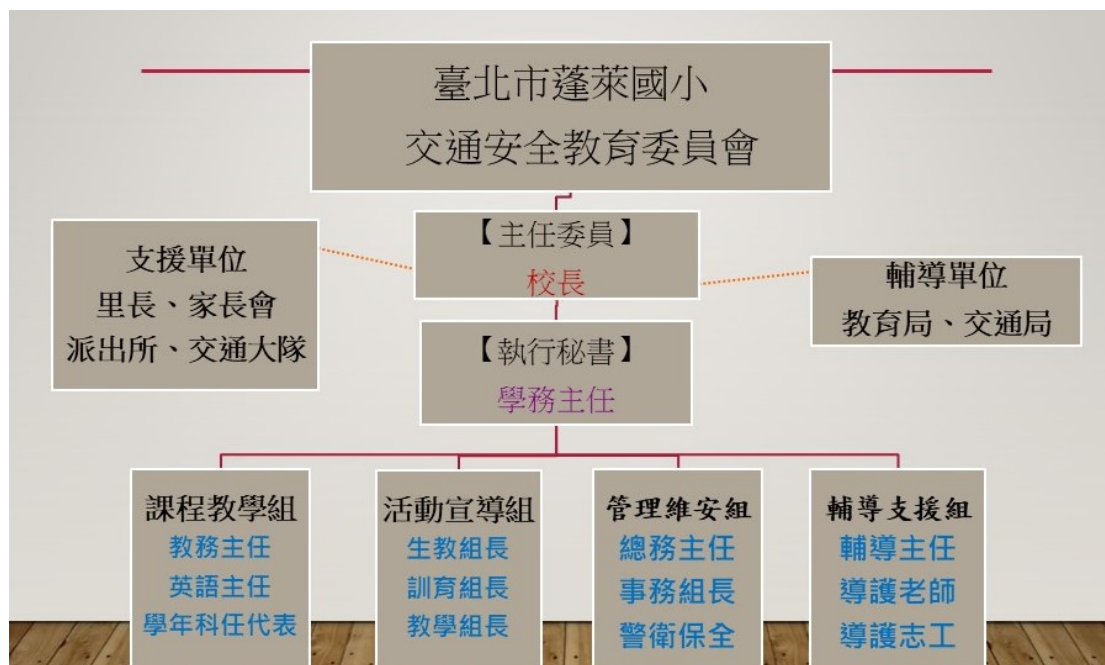 臺北市蓬萊國小
交通安全教育委員會
【主任委員】
校長
支援單位
里長、家長會
派出所、交通大隊
輔導單位
教育局、交通局
【執行秘書】
學務主任
課程教學組
教務主任
英語主任
學年科任代表
活動宣導組
生教組長
訓育組長
教學組長
管理維安組
總務主任
事務組長
警衛保全
輔導支援組
輔導主任
導護老師
導護志工